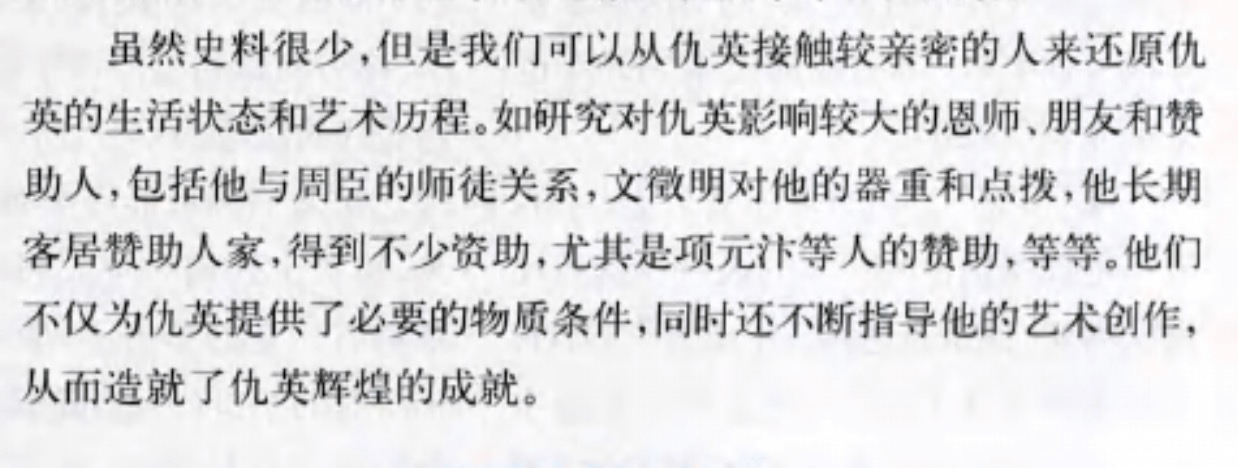 虽然史料很少,但是我们可以从仇英接触较亲密的人来还原仇
英的生活状态和艺术历程。如研究对仇英影响较大的恩师、朋友和赞
助人,包括他与周臣的师徒关系,文徵明对他的器重和点拨,他长期
客居赞助人家,得到不少资助,尤其是项元汴等人的赞助,等等。他们
不仅为仇英提供了必要的物质条件,同时还不断指导他的艺术创作,
从而造就了仇英辉煌的成就。